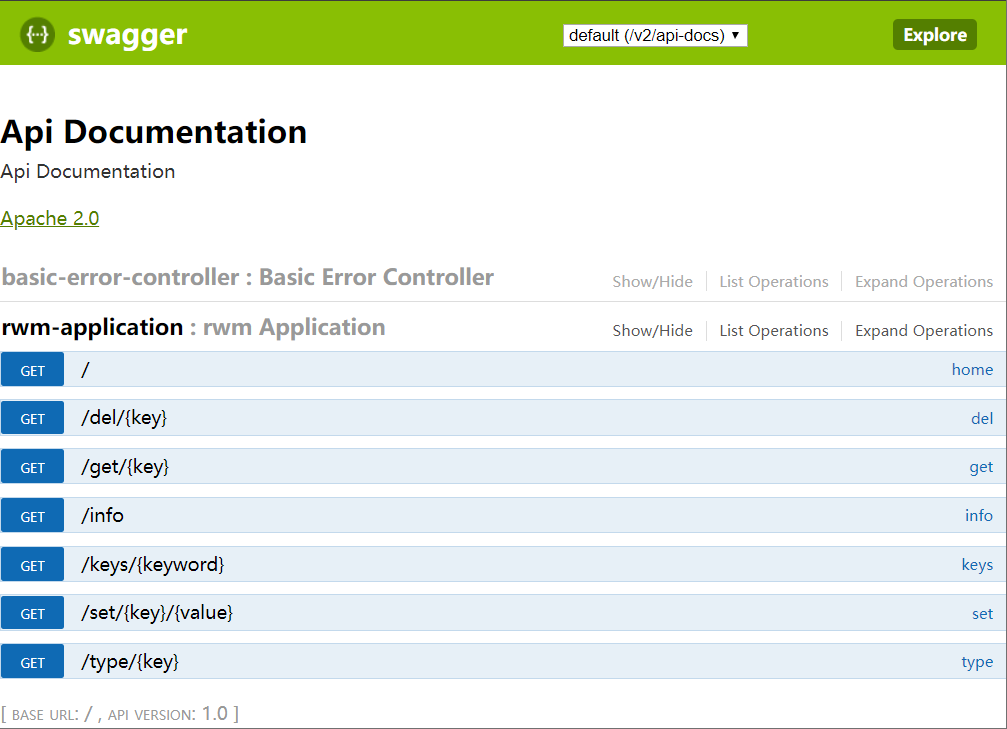 {···} swagger default (/v2/api-docs) ▼ Explore
Api Documentation
Api Documentation
Apache 2.0
basic-error-controller : Basic Error Controller Show/Hide List Operations Expand Operations
rwm-application : rwm Application Show/Hide List Operations Expand Operations
GET / home
GET /del/{key} del
GET /get/{key} get
GET /info info
GET /keys/{keyword} keys
GET /set/{key}/{value} set
GET /type/{key} type
[ BASE URL: / , API VERSION: 1.0 ]